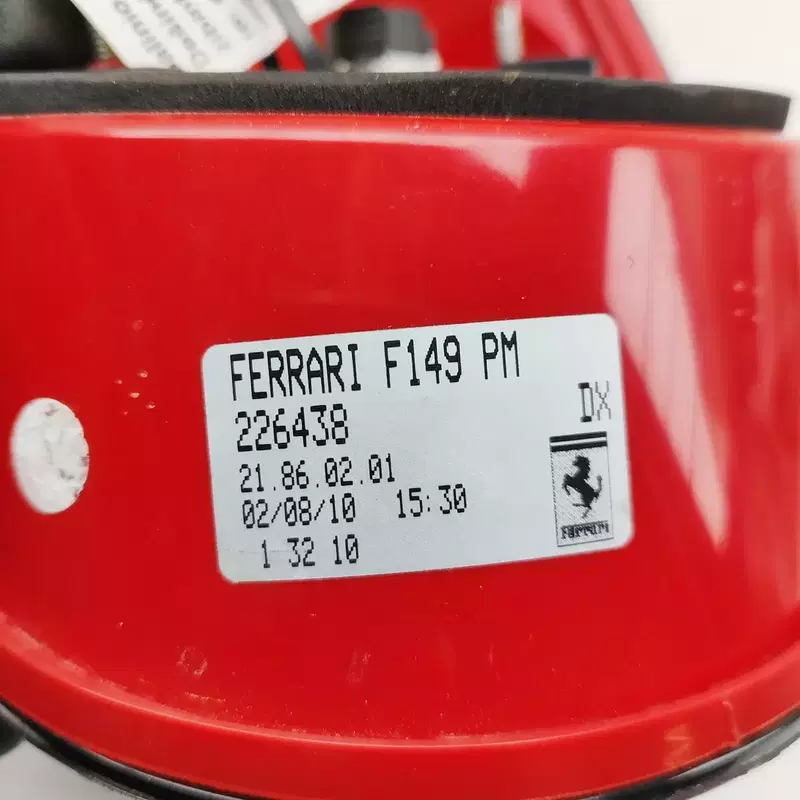 FERRARI F149 PM
DX
226438
21.86.02.01
02/08/10 15:30
1 32 10
Ferrari